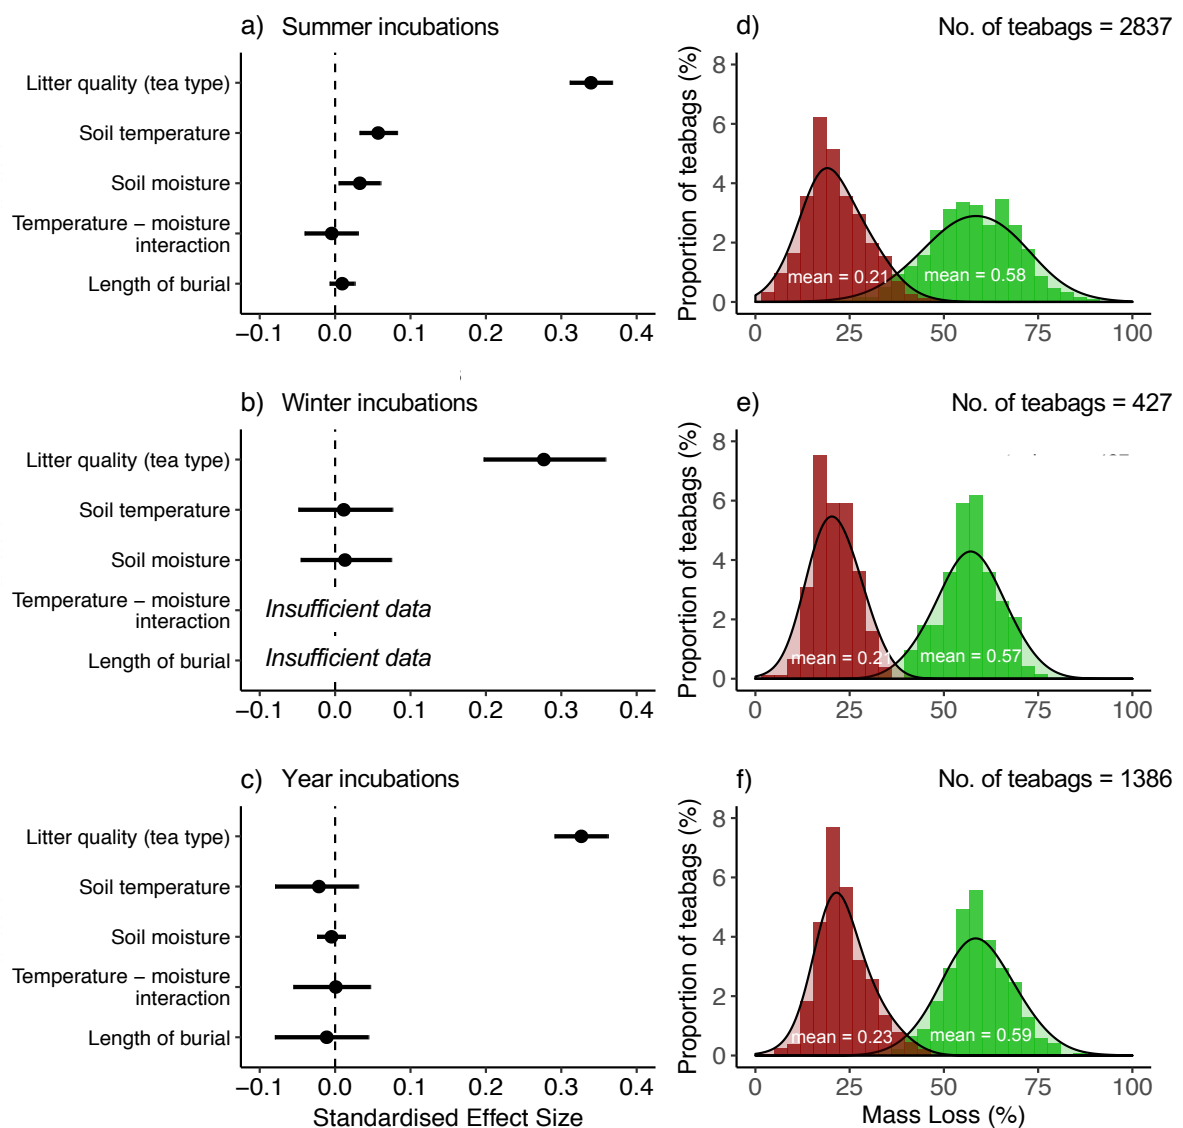 a) Summer incubations
Litter quality (tea type)
Soil temperature
Soil moisture
Temperature – moisture
interaction
Length of burial
−0.1 0.0 0.1 0.2 0.3 0.4
d) No. of teabags = 2837
Proportion of teabags (%)
8
6
4
2
0
mean = 0.21 mean = 0.58
0 25 50 75 100
b) Winter incubations
Litter quality (tea type)
Soil temperature
Soil moisture
Temperature – moisture
interaction
Insufficient data
Length of burial
Insufficient data
−0.1 0.0 0.1 0.2 0.3 0.4
e) No. of teabags = 427
Proportion of teabags (%)
8
6
4
2
0
mean = 0.21 mean = 0.57
0 25 50 75 100
c) Year incubations
Litter quality (tea type)
Soil temperature
Soil moisture
Temperature – moisture
interaction
Length of burial
−0.1 0.0 0.1 0.2 0.3 0.4
Standardised Effect Size
f) No. of teabags = 1386
Proportion of teabags (%)
8
6
4
2
0
mean = 0.23 mean = 0.59
0 25 50 75 100
Mass Loss (%)